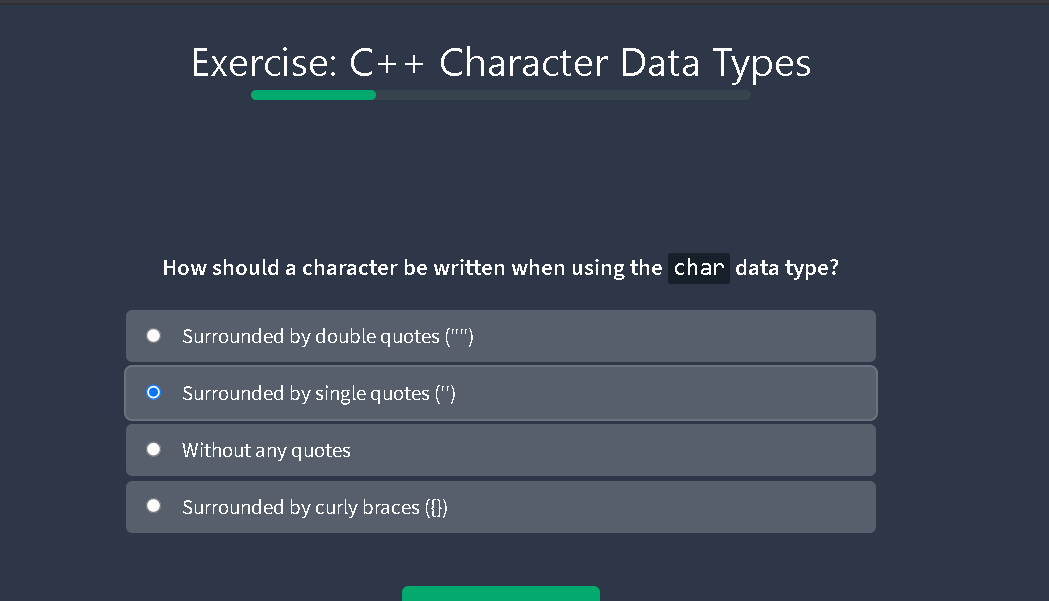 Exercise: C++ Character Data Types
How should a character be written when using the char data type?
Surrounded by double quotes ("")
Surrounded by single quotes ('')
Without any quotes
Surrounded by curly braces ({})